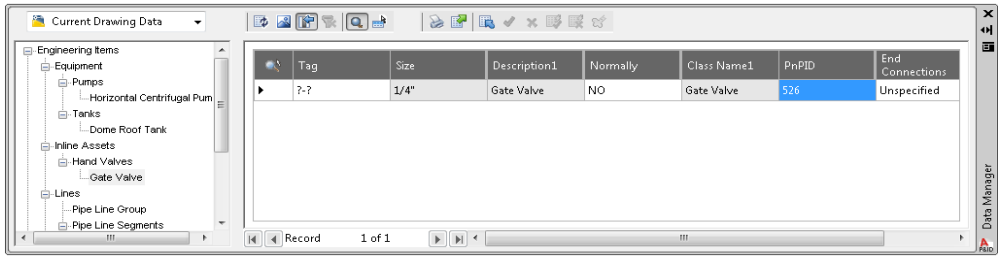 Current Drawing Data
Engineering Items
Equipment
Pumps
Horizontal Centrifugal Pum
Tanks
Dome Roof Tank
Inline Assets
Hand Valves
Gate Valve
Lines
Pipe Line Group
Pipe Line Segments
Tag Size Description1 Normally Class Name1 PnPID End Connections
?-? 1/4" Gate Valve NO Gate Valve 526 Unspecified
Record 1 of 1
Data Manager
P&ID